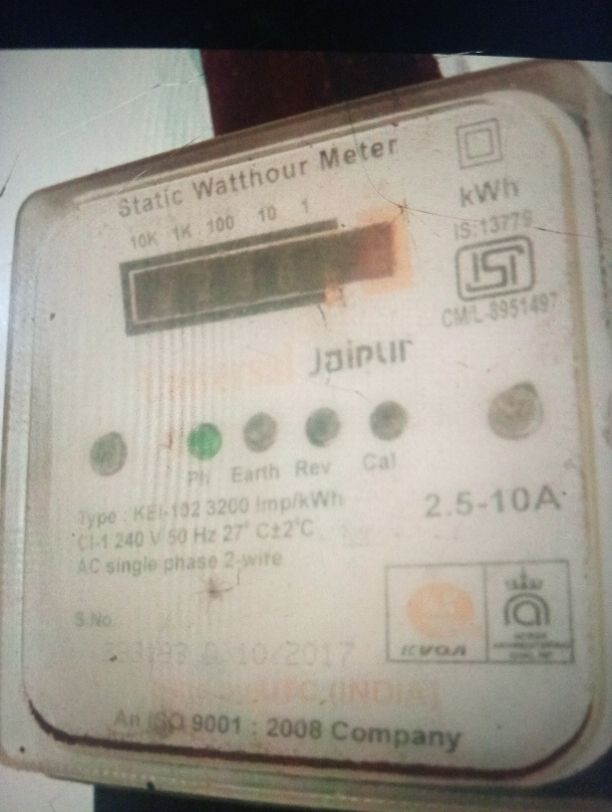 Static Watthour Meter
10K 1K 100 10 1
kWh
IS:13779
ISI
CM/L-8951497
Universal Jaipur
Ph Earth Rev Cal
Type : KEI-102 3200 Imp/kWh
Cl-1 240 V 50 Hz 27° C±2°C
2.5-10A
AC single phase 2-wire
S.No.
10/2017
(INDIA)
An ISO 9001 : 2008 Company